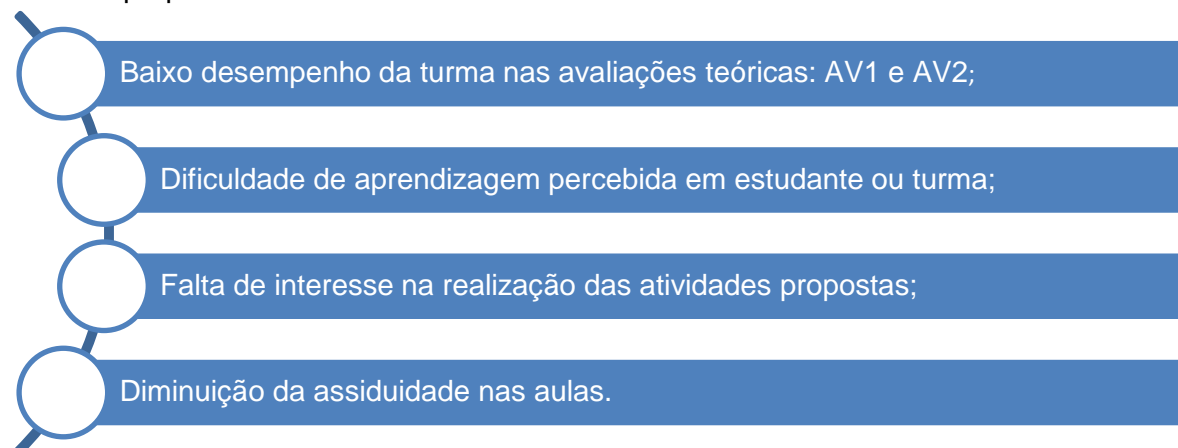 Baixo desempenho da turma nas avaliações teóricas: AV1 e AV2;
Dificuldade de aprendizagem percebida em estudante ou turma;
Falta de interesse na realização das atividades propostas;
Diminuição da assiduidade nas aulas.